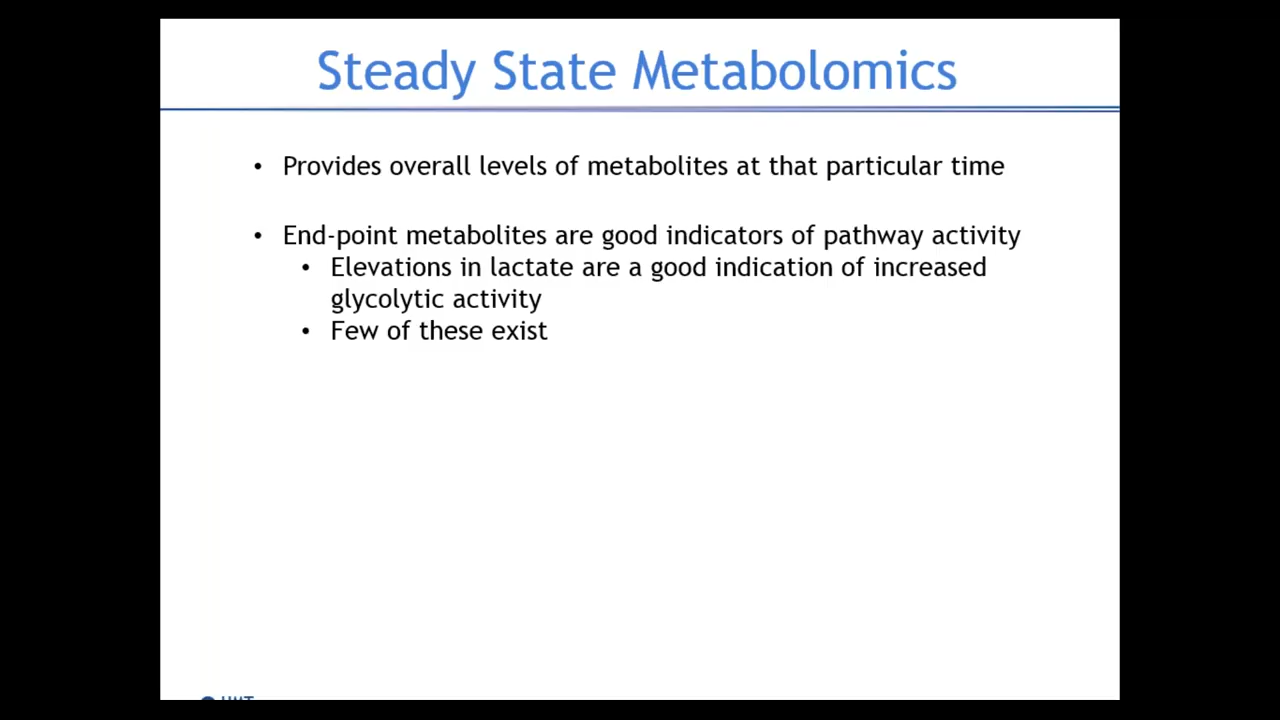 Steady State Metabolomics
• Provides overall levels of metabolites at that particular time
• End-point metabolites are good indicators of pathway activity
• Elevations in lactate are a good indication of increased
glycolytic activity
• Few of these exist